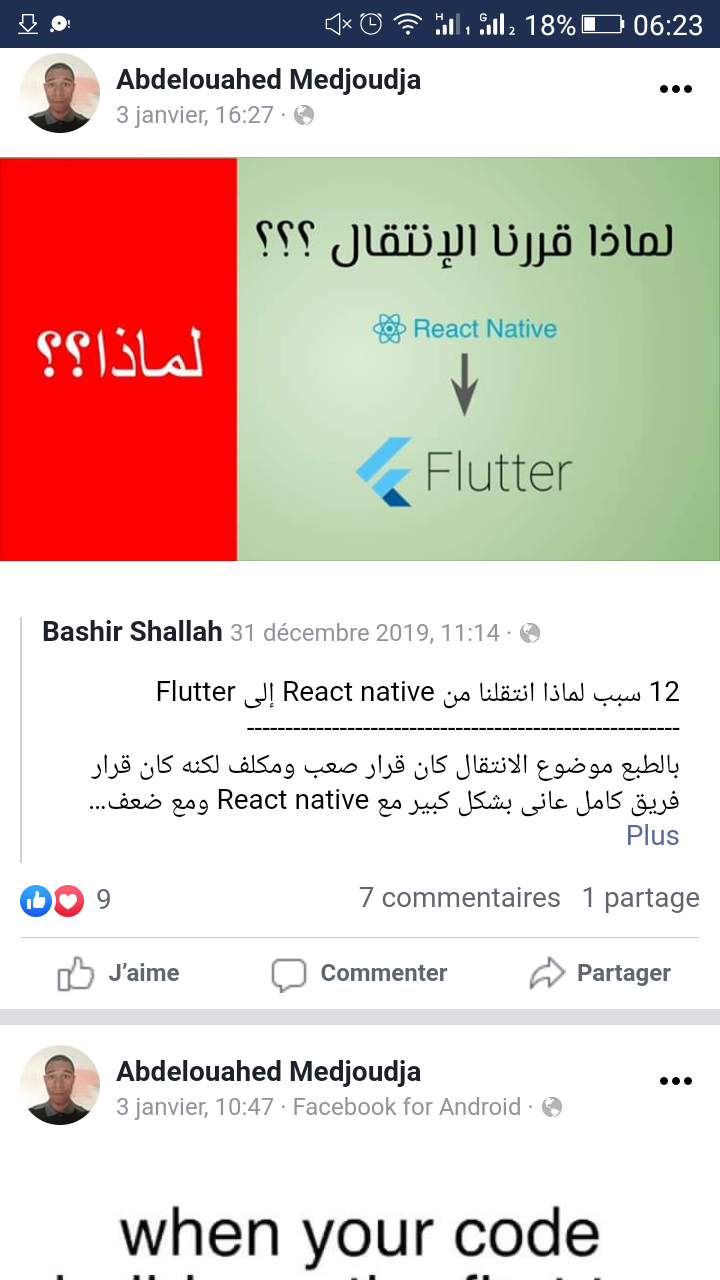 18% 06:23
Abdelouahed Medjoudja
3 janvier, 16:27 ·
لماذا قررنا الإنتقال ؟؟؟
لماذا؟؟
React Native
Flutter
Bashir Shallah 31 décembre 2019, 11:14 ·
12 سبب لماذا انتقلنا من React native إلى Flutter
------------------------------------------------------
بالطبع موضوع الانتقال كان قرار صعب ومكلف لكنه كان قرار
فريق كامل عانى بشكل كبير مع React native ومع ضعف...
Plus
9 7 commentaires 1 partage
J’aime Commenter Partager
Abdelouahed Medjoudja
3 janvier, 10:47 · Facebook for Android ·
when your code